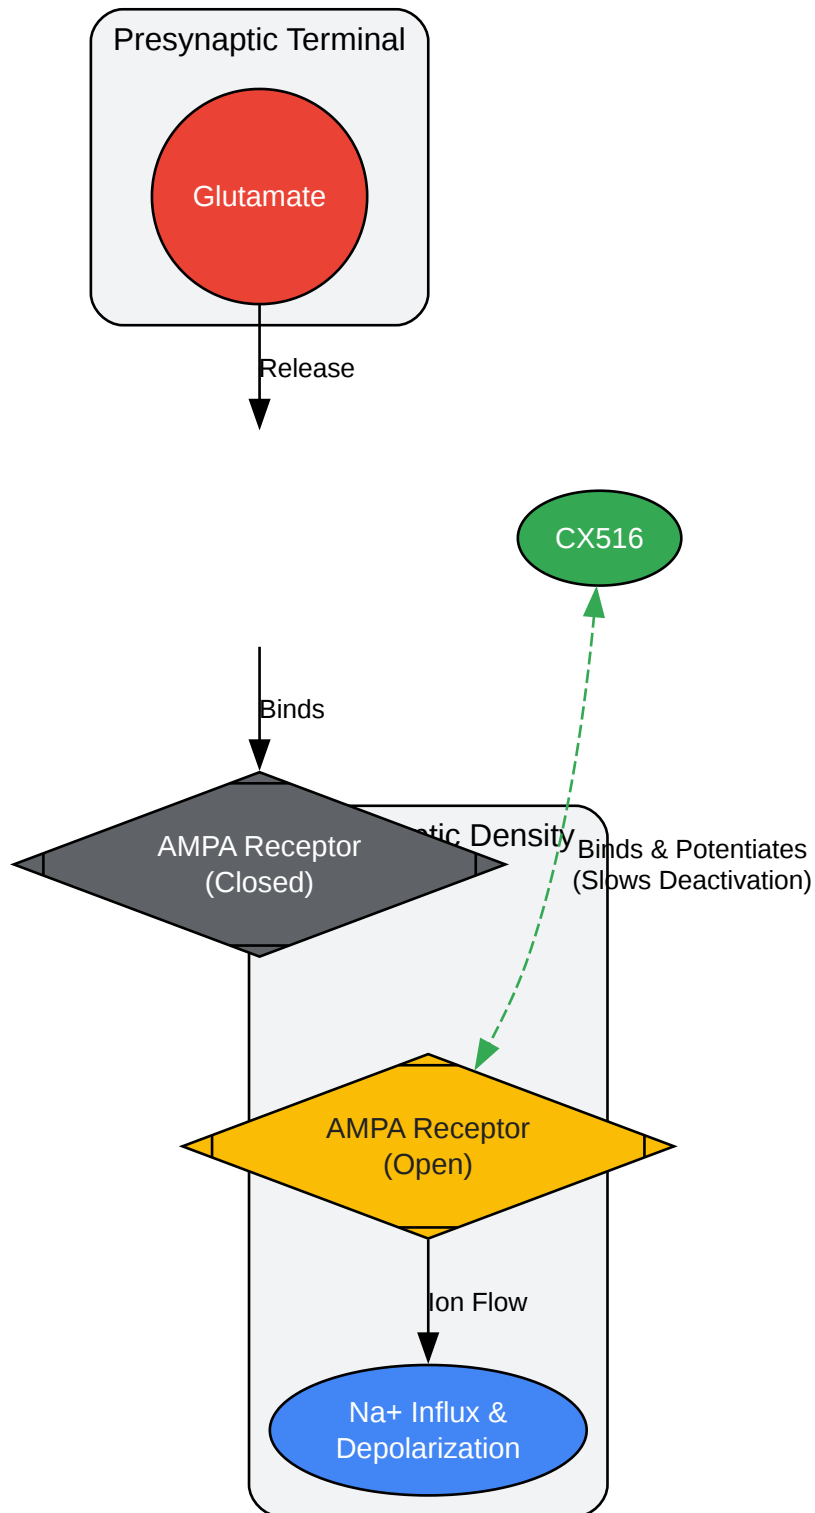 Presynaptic Terminal
Glutamate
Release
CX516
Binds
AMPA Receptor
(Closed)
Density
Binds & Potentiates
(Slows Deactivation)
AMPA Receptor
(Open)
Ion Flow
Na+ Influx &
Depolarization